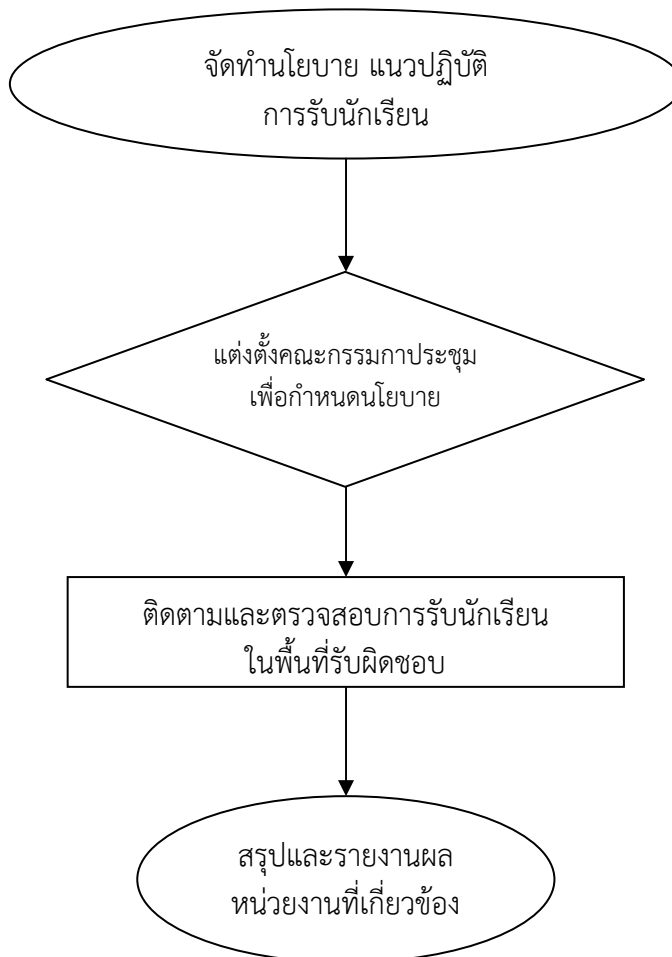 จัดทำนโยบาย แนวปฏิบัติ
การรับนักเรียน
แต่งตั้งคณะกรรมกาประชุม
เพื่อกำหนดนโยบาย
ติดตามและตรวจสอบการรับนักเรียน
ในพื้นที่รับผิดชอบ
สรุปและรายงานผล
หน่วยงานที่เกี่ยวข้อง